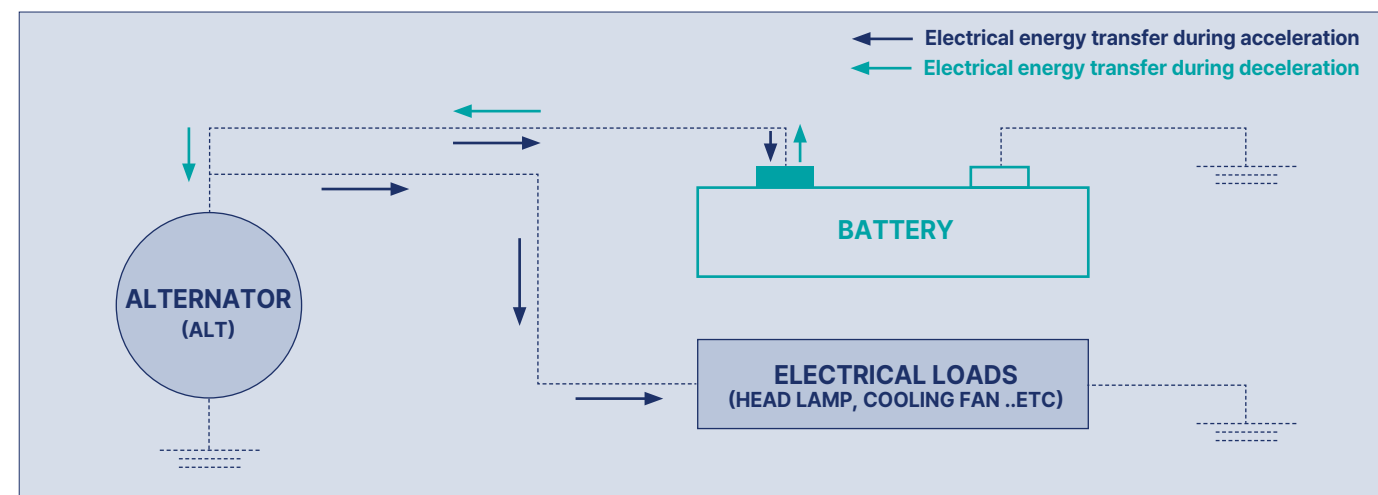 Electrical energy transfer during acceleration
Electrical energy transfer during deceleration
BATTERY
ALTERNATOR
(ALT)
ELECTRICAL LOADS
(HEAD LAMP, COOLING FAN ..ETC)